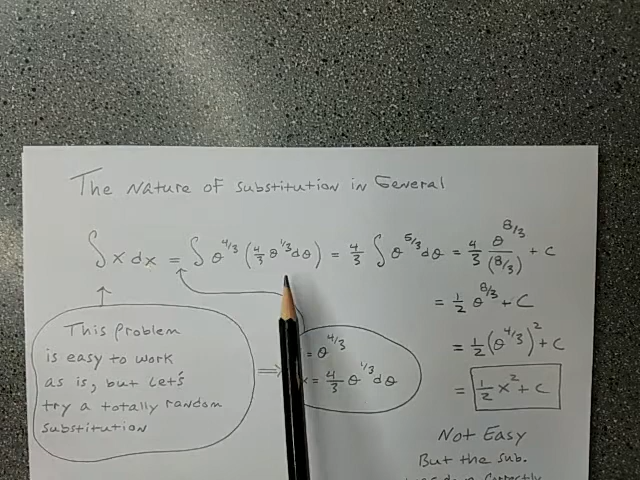 The Nature of Substitution in General
∫ x dx = ∫ θ^4/3 (4/3 θ^1/3 dθ) = 4/3 ∫ θ^5/3 dθ = 4/3 θ^8/3/(8/3) + C
= 1/2 θ^8/3 + C
= 1/2 (θ^4/3)^2 + C
= 1/2 x^2 + C
This Problem
is easy to work
as is, but Let's
try a totally random
substitution
⇒
= θ^4/3
= 4/3 θ^1/3 dθ
Not Easy
But the sub.
correctly